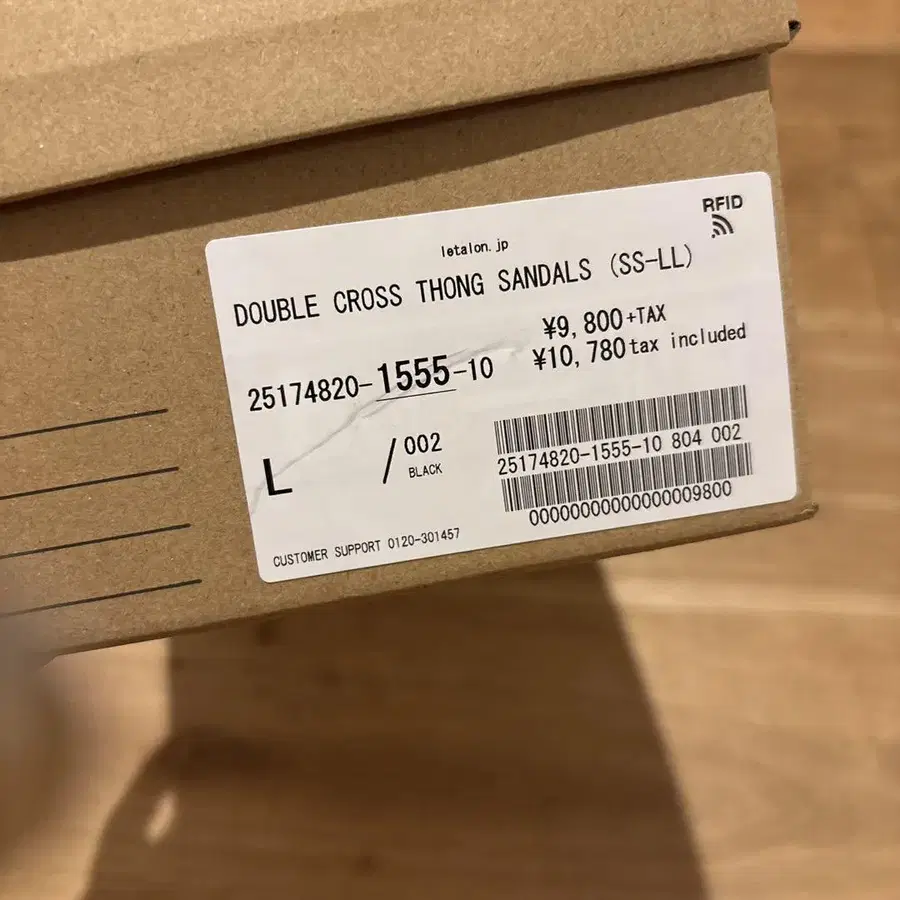 RFID
letalon.jp
DOUBLE CROSS THONG SANDALS (SS-LL)
¥9,800+TAX
¥10,780 tax included
25174820-1555-10
L /002
BLACK
25174820-1555-10 804 002
00000000000000009800
CUSTOMER SUPPORT 0120-301457